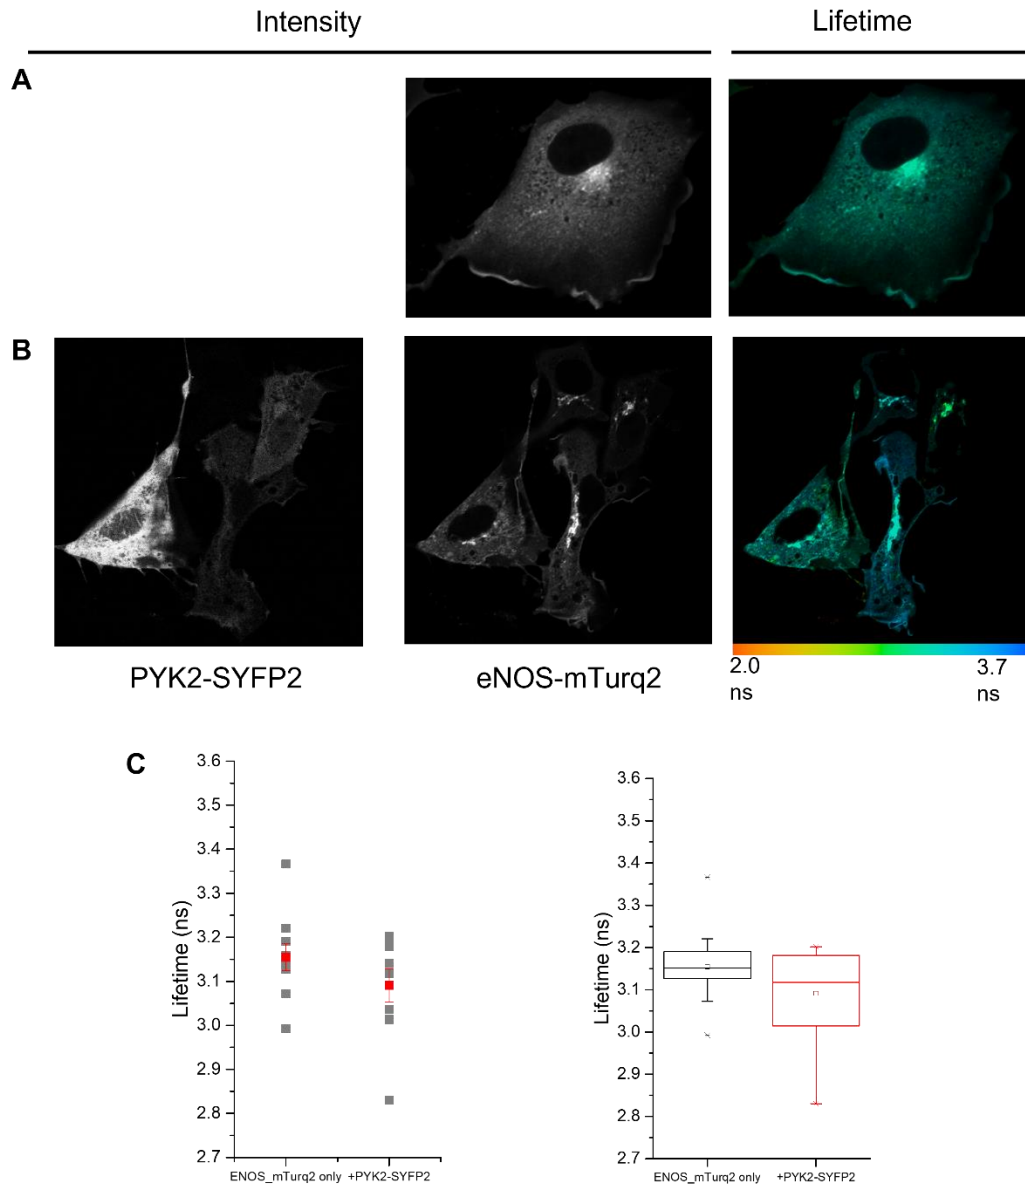 Intensity
Lifetime
A
B
2.0
ns
3.7
ns
PYK2-SYFP2
eNOS-mTurq2
C
3.6
3.5
3.4
3.3
3.2
3.1
3.0
2.9
2.8
2.7
Lifetime (ns)
ENOS_mTurq2 only
+PYK2-SYFP2
3.6
3.5
3.4
3.3
3.2
3.1
3.0
2.9
2.8
2.7
Lifetime (ns)
ENOS_mTurq2 only
+PYK2-SYFP2